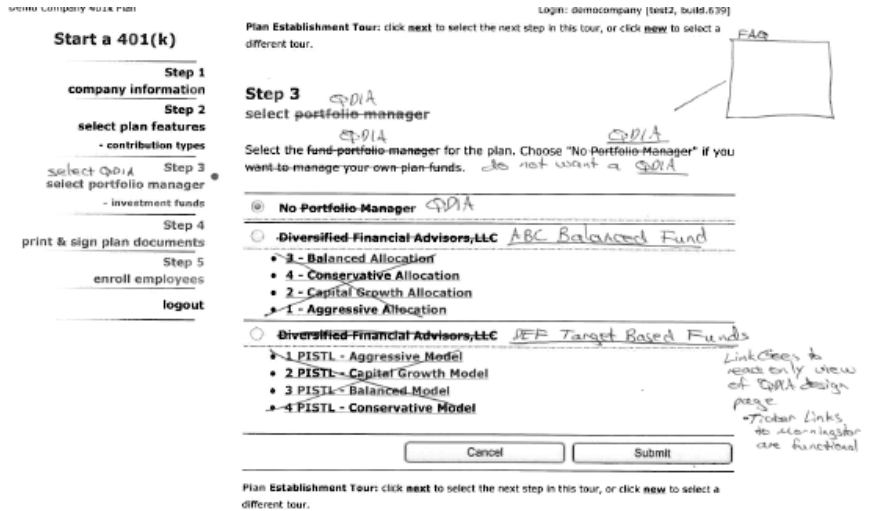 Demo Company 401k Plan
Login: democompany [test2, build.639]
Start a 401(k)
Step 1
company information
Step 2
select plan features
- contribution types
select QDIA
Step 3
select portfolio manager
- investment funds
Step 4
print & sign plan documents
Step 5
enroll employees
logout
Plan Establishment Tour: click next to select the next step in this tour, or click new to select a
different tour.
FAQ
Step 3
QDIA
select portfolio manager
QDIA
QDIA
Select the fund portfolio manager for the plan. Choose "No Portfolio Manager" if you
want to manage your own plan funds. do not want a QDIA
No Portfolio Manager QDIA
Diversified Financial Advisors,LLC ABC Balanced Fund
• 3 - Balanced Allocation
• 4 - Conservative Allocation
• 2 - Capital Growth Allocation
• 1 - Aggressive Allocation
Diversified Financial Advisors,LLC DEF Target Based Funds
• 1 PISTL - Aggressive Model
• 2 PISTL - Capital Growth Model
• 3 PISTL - Balanced Model
• 4 PISTL - Conservative Model
Link Goes to
read only view
of QDIA design
page
• Ticker Links
to Morningstar
are functional
Cancel
Submit
Plan Establishment Tour: click next to select the next step in this tour, or click new to select a
different tour.